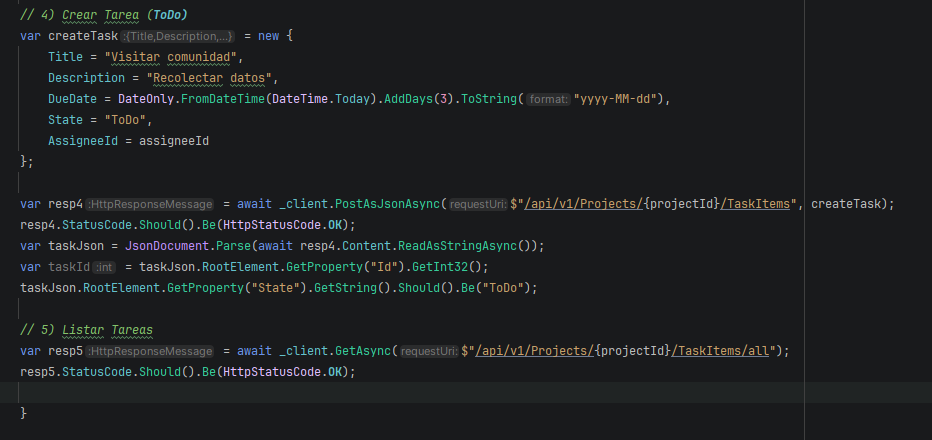 // 4) Crear Tarea (ToDo)
var createTask :{Title,Description,...} = new {
    Title = "Visitar comunidad",
    Description = "Recolectar datos",
    DueDate = DateOnly.FromDateTime(DateTime.Today).AddDays(3).ToString( format: "yyyy-MM-dd"),
    State = "ToDo",
    AssigneeId = assigneeId
};
var resp4 :HttpResponseMessage = await _client.PostAsJsonAsync( requestUri: $"/api/v1/Projects/{projectId}/TaskItems", createTask);
resp4.StatusCode.Should().Be(HttpStatusCode.OK);
var taskJson = JsonDocument.Parse(await resp4.Content.ReadAsStringAsync());
var taskId :int = taskJson.RootElement.GetProperty("Id").GetInt32();
taskJson.RootElement.GetProperty("State").GetString().Should().Be("ToDo");
// 5) Listar Tareas
var resp5 :HttpResponseMessage = await _client.GetAsync( requestUri: $"/api/v1/Projects/{projectId}/TaskItems/all");
resp5.StatusCode.Should().Be(HttpStatusCode.OK);
}